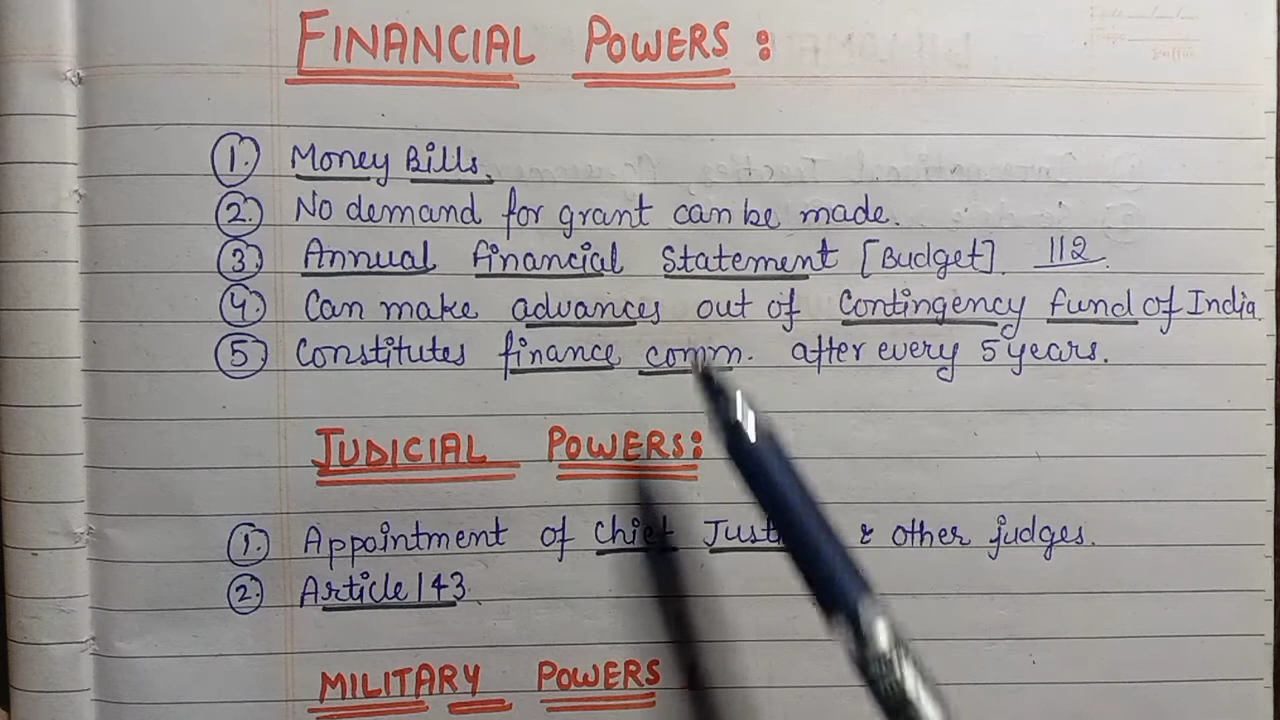 FINANCIAL POWERS :
1. Money Bills.
2. No demand for grant can be made.
3. Annual financial Statement [Budget]. 112.
4. Can make advances out of Contingency fund of India.
5. Constitutes finance comm. after every 5 years.
JUDICIAL POWERS:
1. Appointment of Chief & other judges.
2. Article 143.
MILITARY POWERS